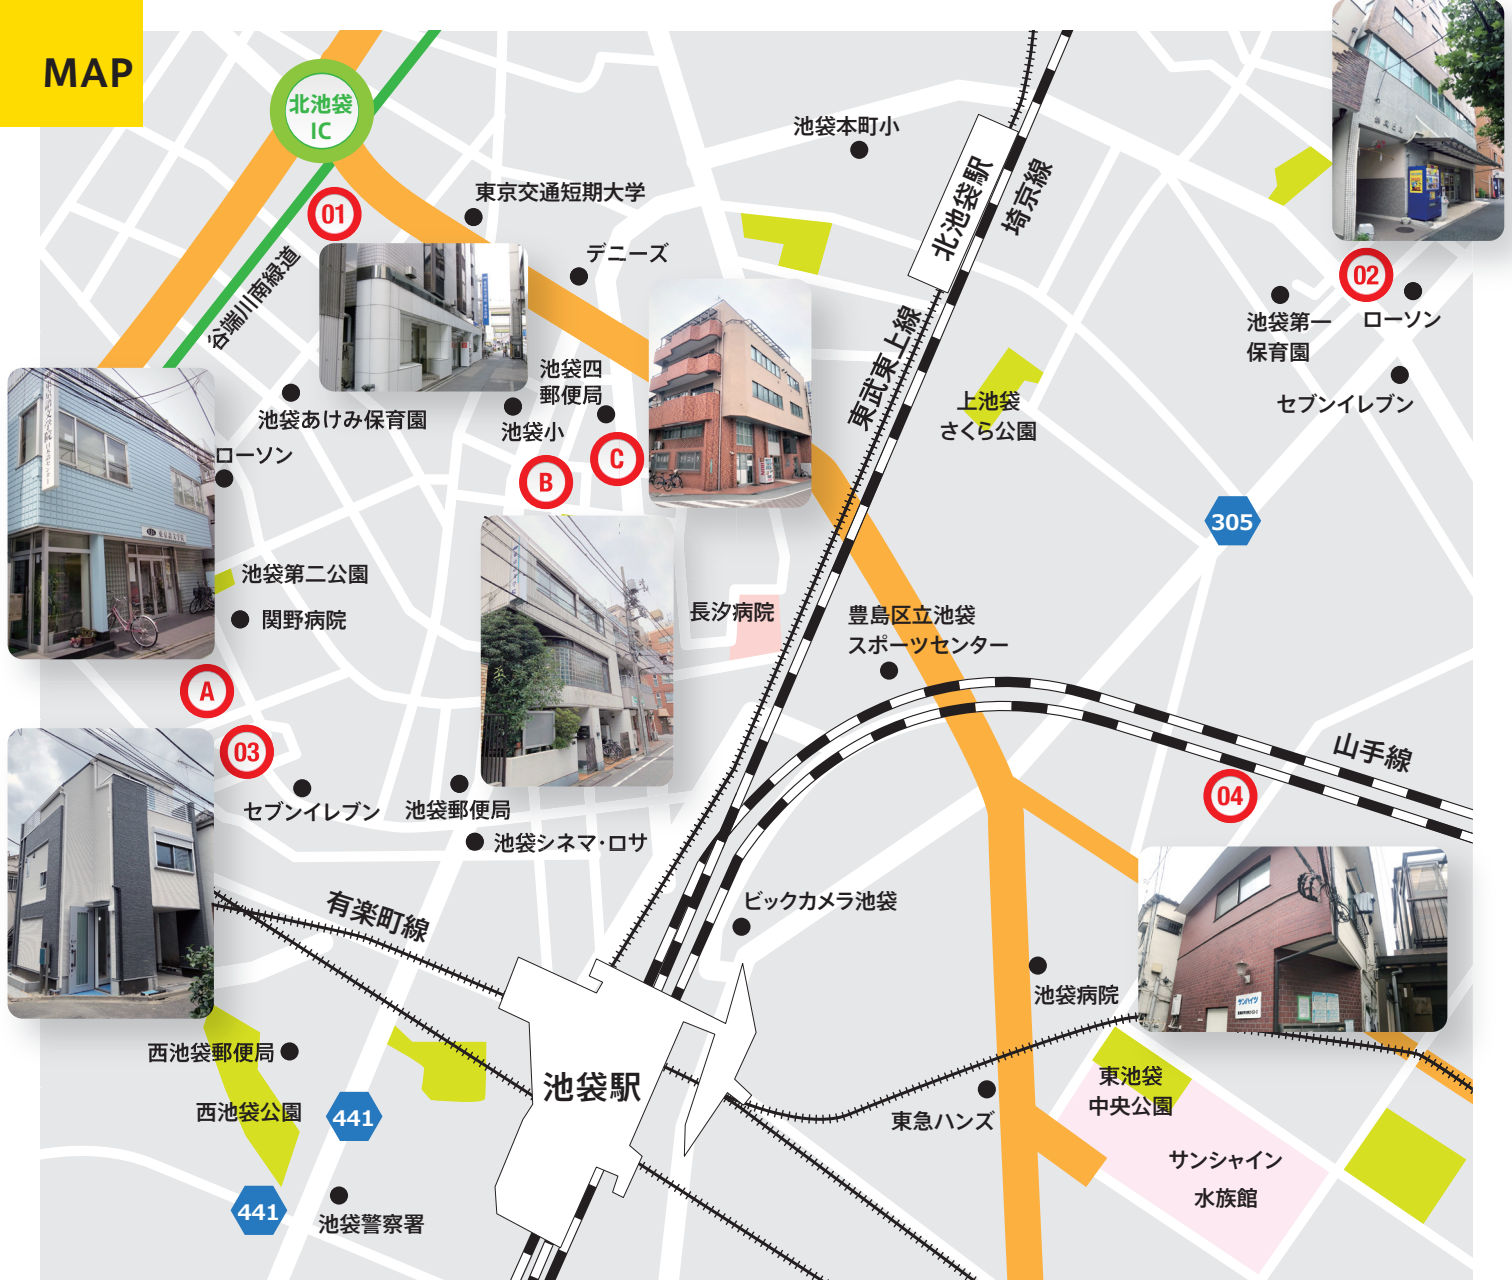 MAP
北池袋
IC
01
谷端川南緑道
東京交通短期大学
デニーズ
池袋本町小
北池袋駅
埼京線
東武東上線
02
池袋第一
保育園
ローソン
セブンイレブン
上池袋
さくら公園
305
池袋あけみ保育園
池袋四
郵便局
池袋小
B
C
ローソン
池袋第二公園
関野病院
A
03
セブンイレブン
池袋郵便局
池袋シネマ・ロサ
長汐病院
豊島区立池袋
スポーツセンター
山手線
04
サンハイツ
有楽町線
ビックカメラ池袋
池袋病院
池袋駅
東急ハンズ
東池袋
中央公園
サンシャイン
水族館
西池袋郵便局
西池袋公園
441
441
池袋警察署